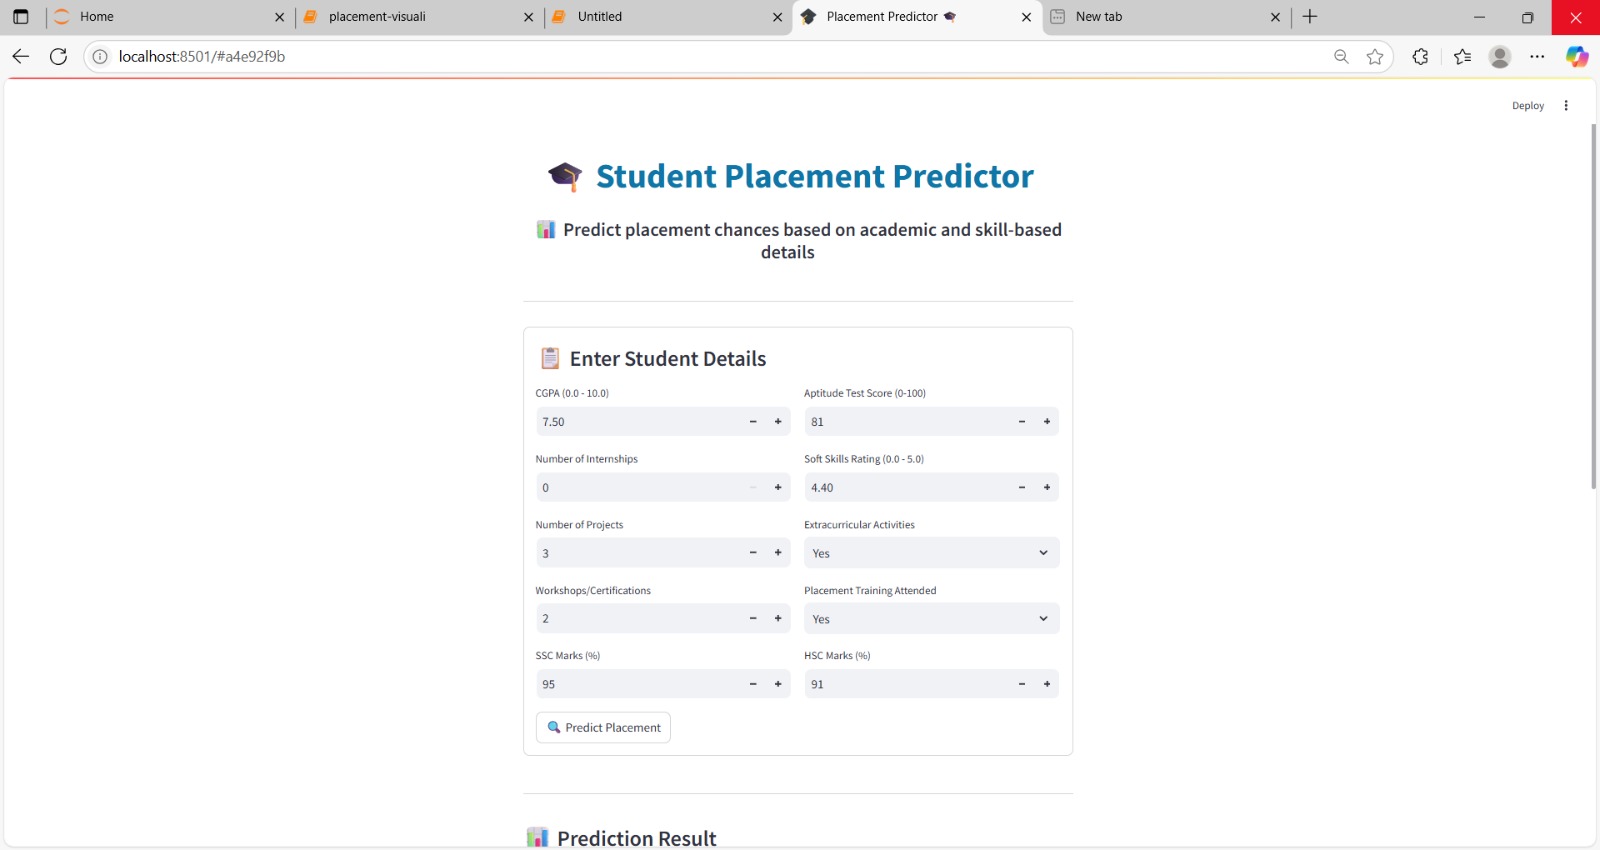 Home
placement-visuali
Untitled
Placement Predictor
New tab
localhost:8501/#a4e92f9b
Deploy
Student Placement Predictor
Predict placement chances based on academic and skill-based
details
Enter Student Details
CGPA (0.0 - 10.0)
Aptitude Test Score (0-100)
7.50
81
Number of Internships
Soft Skills Rating (0.0 - 5.0)
0
4.40
Number of Projects
Extracurricular Activities
3
Yes
Workshops/Certifications
Placement Training Attended
2
Yes
SSC Marks (%)
HSC Marks (%)
95
91
Predict Placement
Prediction Result